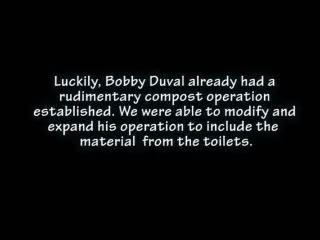 Luckily, Bobby Duval already had a
rudimentary compost operation
established. We were able to modify and
expand his operation to include the
material from the toilets.